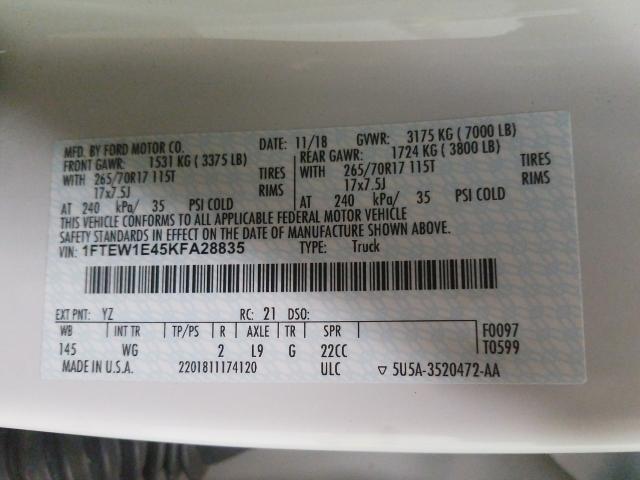 MFD. BY FORD MOTOR CO. DATE: 11/18 GVWR: 3175 KG ( 7000 LB)
FRONT GAWR: 1531 KG ( 3375 LB) REAR GAWR: 1724 KG ( 3800 LB)
WITH 265/70R17 115T TIRES WITH 265/70R17 115T TIRES
17x7.5J RIMS 17x7.5J RIMS
AT 240 kPa/ 35 PSI COLD AT 240 kPa/ 35 PSI COLD
THIS VEHICLE CONFORMS TO ALL APPLICABLE FEDERAL MOTOR VEHICLE
SAFETY STANDARDS IN EFFECT ON THE DATE OF MANUFACTURE SHOWN ABOVE.
VIN: 1FTEW1E45KFA28835 TYPE: Truck
EXT PNT: YZ RC: 21 DSO:
WB INT TR TP/PS R AXLE TR SPR F0097
145 WG 2 L9 G 22CC T0599
MADE IN U.S.A. 2201811174120 ULC ▽ 5U5A-3520472-AA